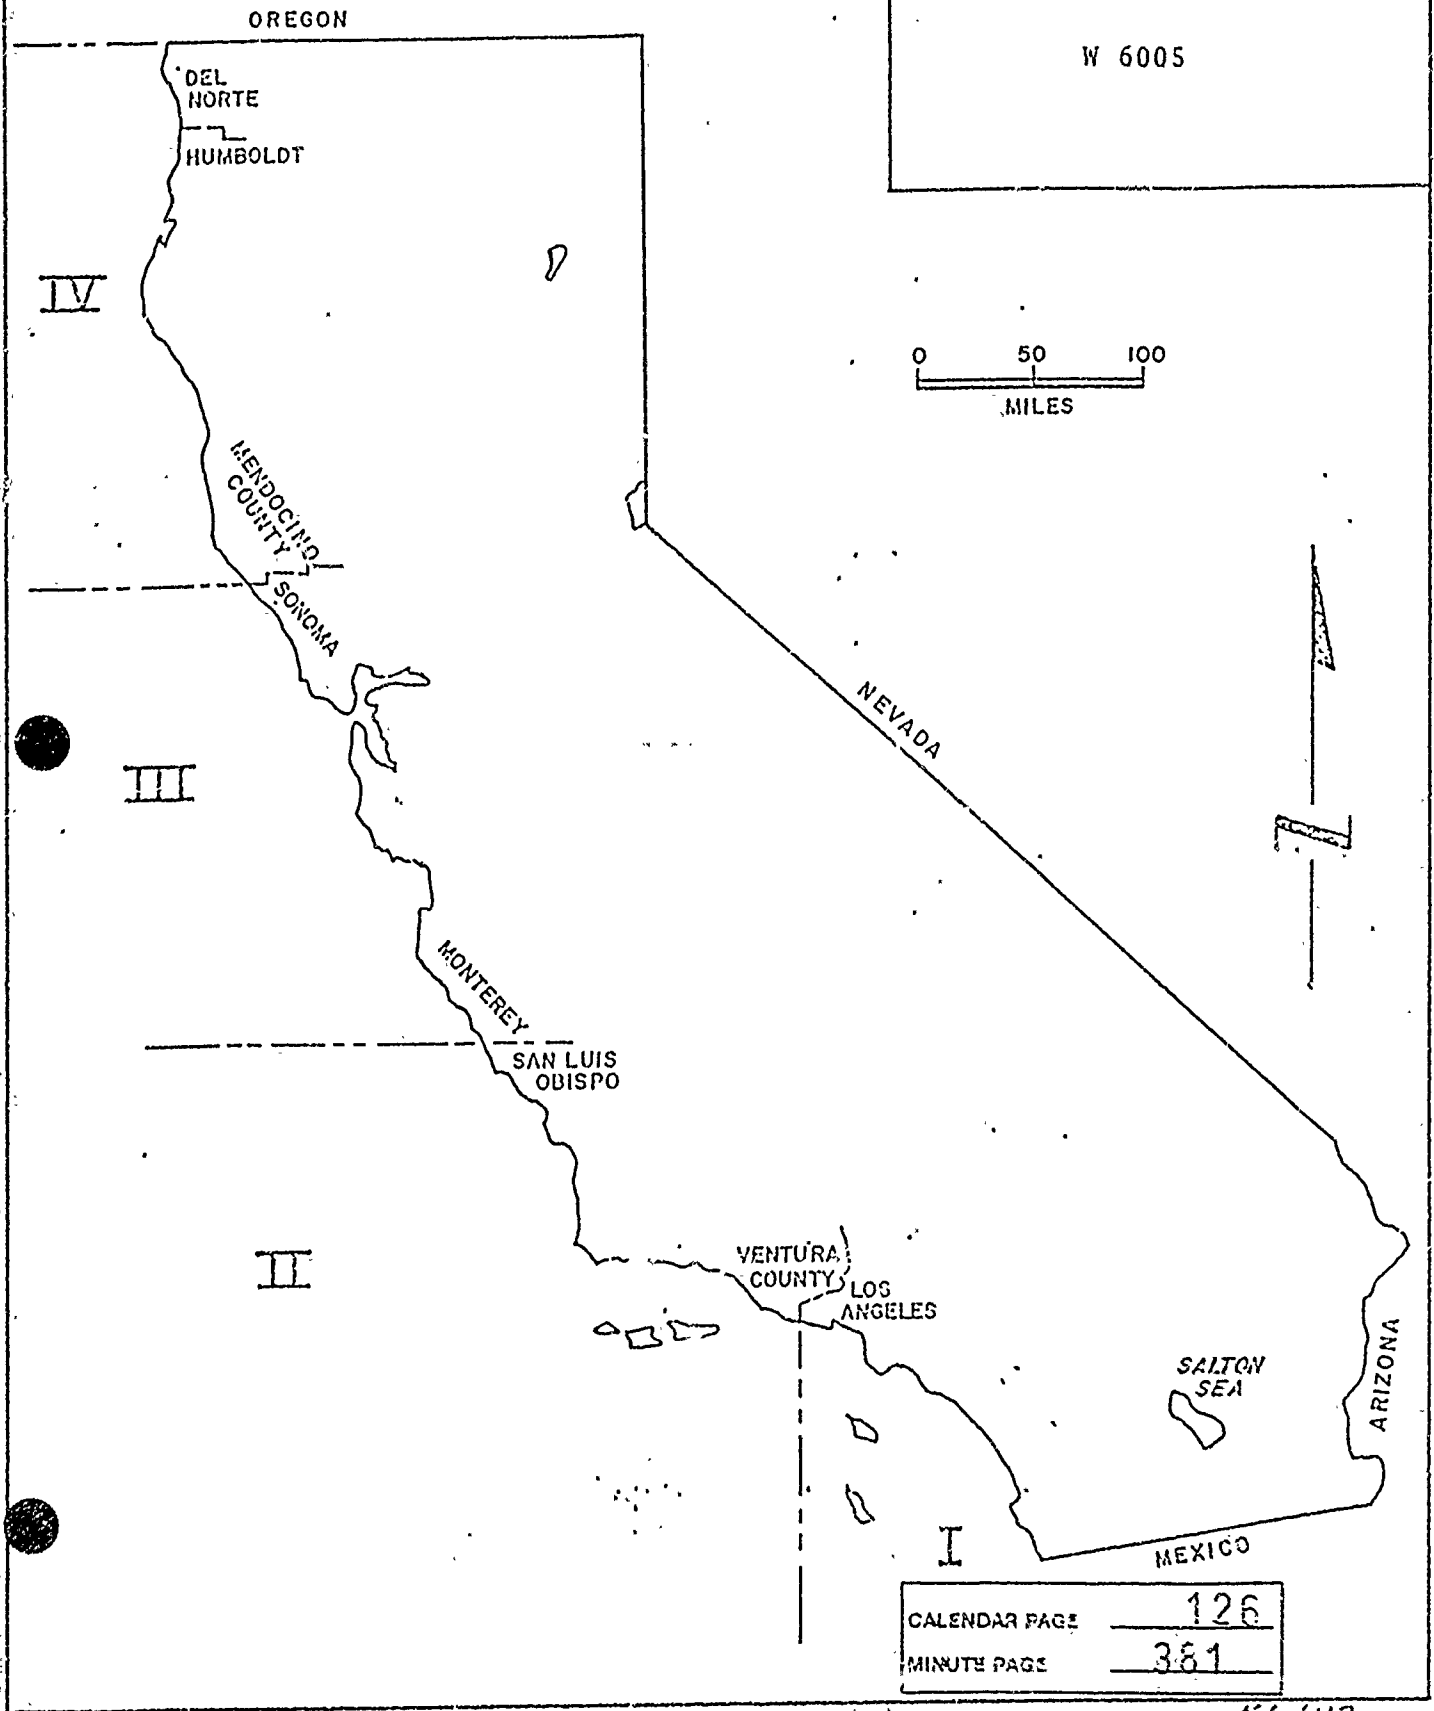 OREGON
W 6005
DEL
NORTE
HUMBOLDT
IV
0 50 100
MILES
MENDOCINO
COUNTY
SONOMA
NEVADA
III
N
MONTEREY
SAN LUIS
OBISPO
II
VENTURA
COUNTY
LOS
ANGELES
SALTON
SEA
ARIZONA
I
MEXICO
CALENDAR PAGE 126
MINUTE PAGE 381